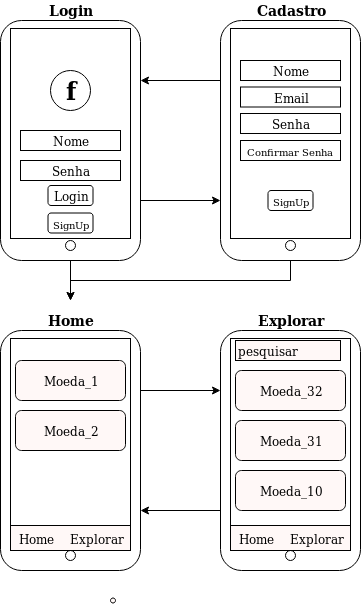 Login
Cadastro
f
Nome
Senha
Login
SignUp
Nome
Email
Senha
Confirmar Senha
SignUp
Home
Explorar
Moeda_1
Moeda_2
Home Explorar
pesquisar
Moeda_32
Moeda_31
Moeda_10
Home Explorar